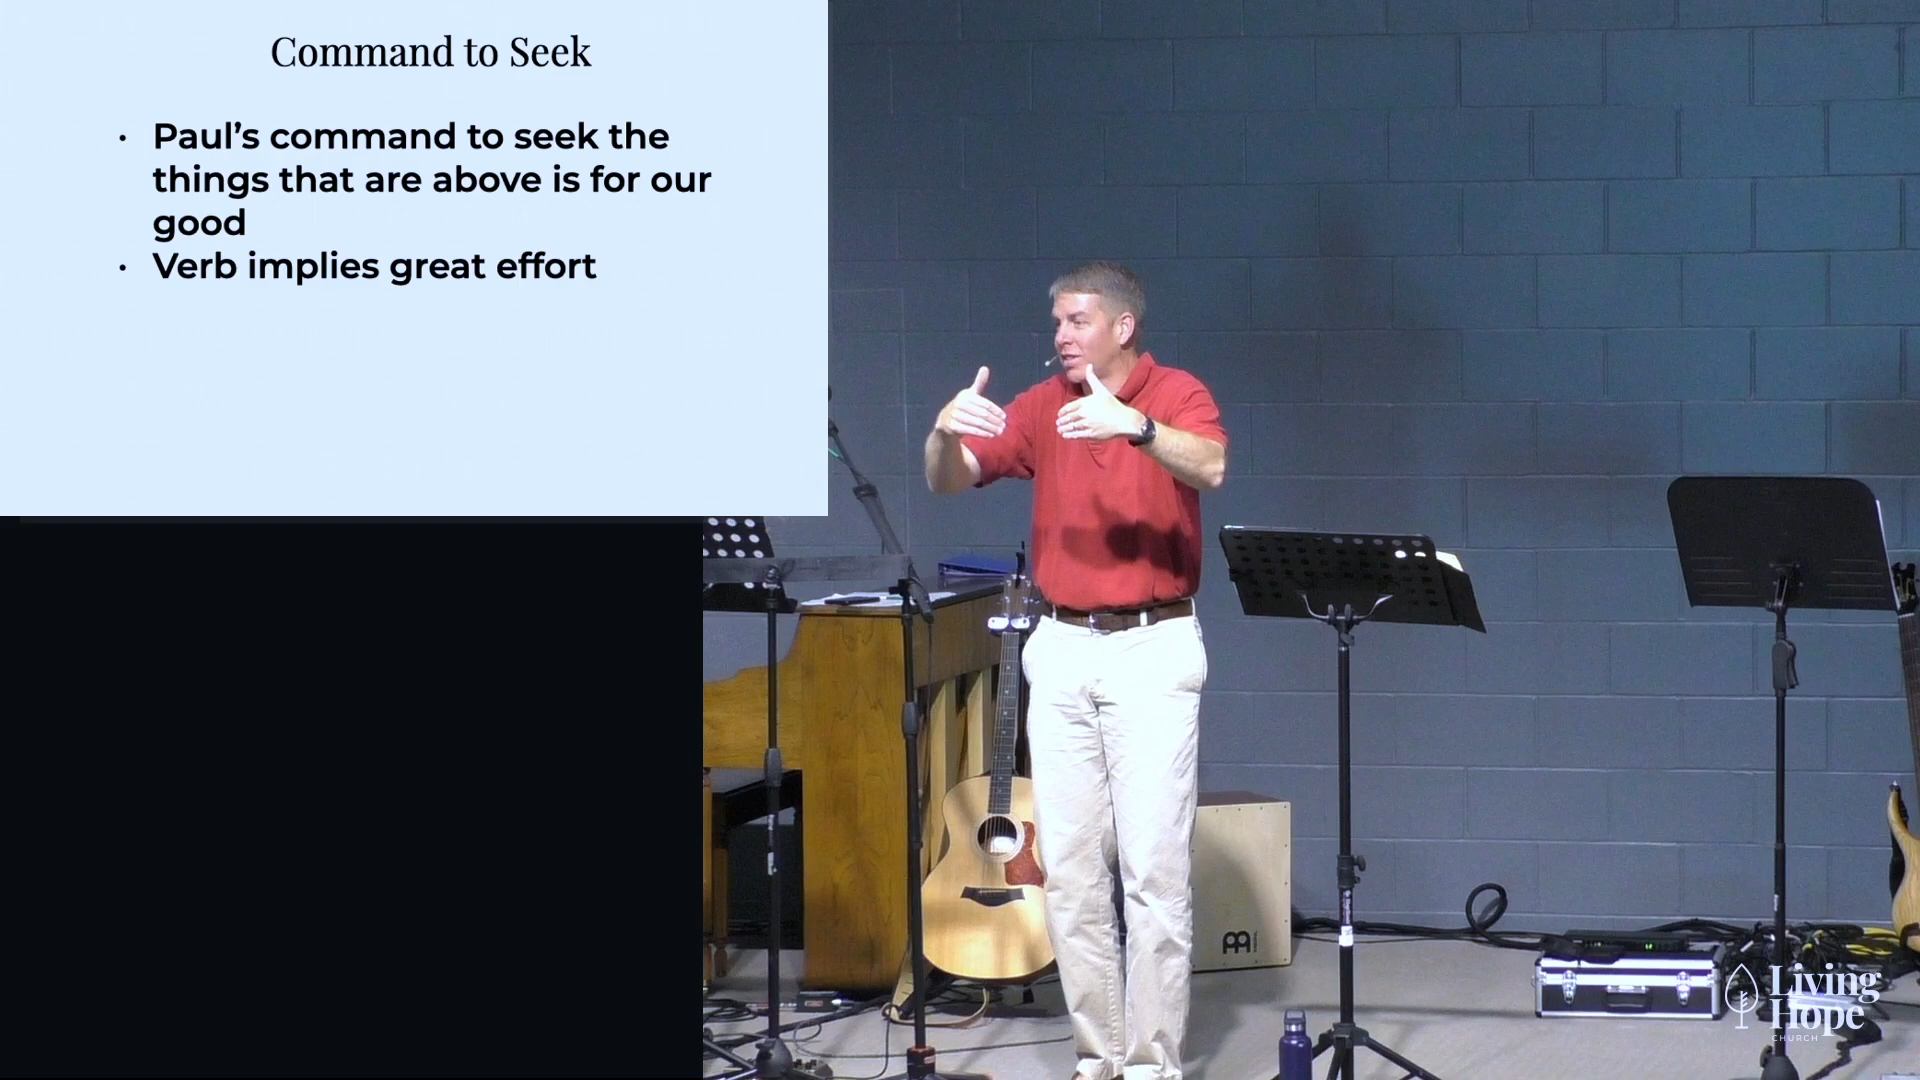 Command to Seek
• Paul’s command to seek the
things that are above is for our
good
• Verb implies great effort
Living
Hope
CHURCH